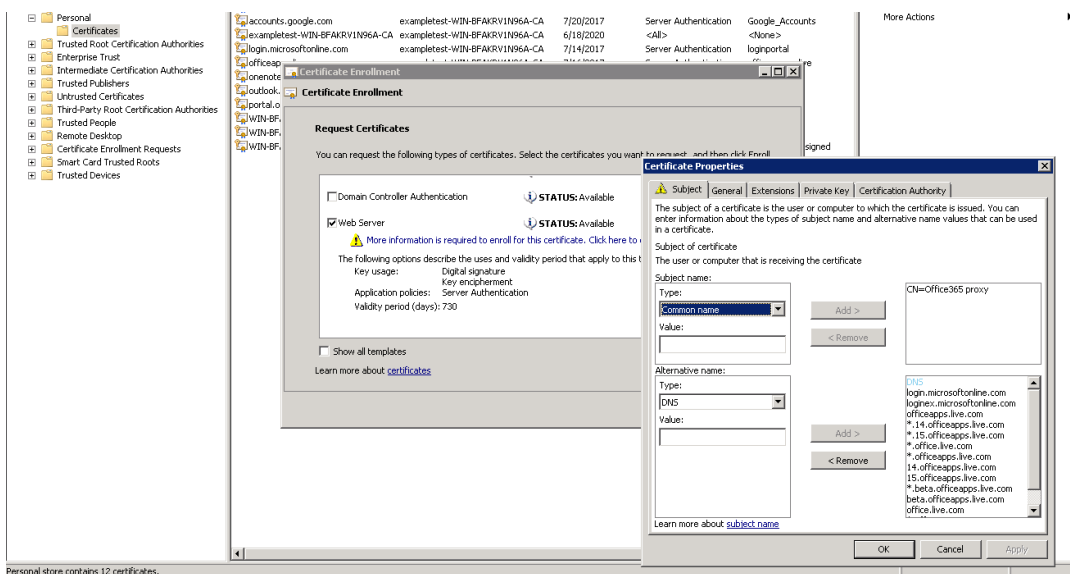 Personal
Certificates
Trusted Root Certification Authorities
Enterprise Trust
Intermediate Certification Authorities
Trusted Publishers
Untrusted Certificates
Third-Party Root Certification Authorities
Trusted People
Remote Desktop
Certificate Enrollment Requests
Smart Card Trusted Roots
Trusted Devices
accounts.google.com exampletest-WIN-BFAKRV1N96A-CA 7/20/2017 Server Authentication Google_Accounts
exampletest-WIN-BFAKRV1N96A-CA exampletest-WIN-BFAKRV1N96A-CA 6/18/2020 <All> <None>
login.microsoftonline.com exampletest-WIN-BFAKRV1N96A-CA 7/14/2017 Server Authentication loginportal
officeap
onenote
outlook.
portal.o
WIN-BF.
WIN-BF.
WIN-BF. signed
More Actions
Certificate Enrollment
Certificate Enrollment
Request Certificates
You can request the following types of certificates. Select the certificates you want to request, and then click Enroll.
Domain Controller Authentication STATUS: Available
Web Server STATUS: Available
More information is required to enroll for this certificate. Click here to
The following options describe the uses and validity period that apply to this
Key usage: Digital signature
Key encipherment
Application policies: Server Authentication
Validity period (days): 730
Show all templates
Learn more about certificates
Certificate Properties
Subject General Extensions Private Key Certification Authority
The subject of a certificate is the user or computer to which the certificate is issued. You can
enter information about the types of subject name and alternative name values that can be used
in a certificate.
Subject of certificate
The user or computer that is receiving the certificate
Subject name:
Type:
Common name
Value:
Add >
< Remove
CN=Office365 proxy
Alternative name:
Type:
DNS
Value:
Add >
< Remove
DNS
login.microsoftonline.com
loginex.microsoftonline.com
officeapps.live.com
*.14.officeapps.live.com
*.15.officeapps.live.com
*.office.live.com
*.officeapps.live.com
14.officeapps.live.com
15.officeapps.live.com
*.beta.officeapps.live.com
beta.officeapps.live.com
office.live.com
Learn more about subject name
OK Cancel Apply
Personal store contains 12 certificates.